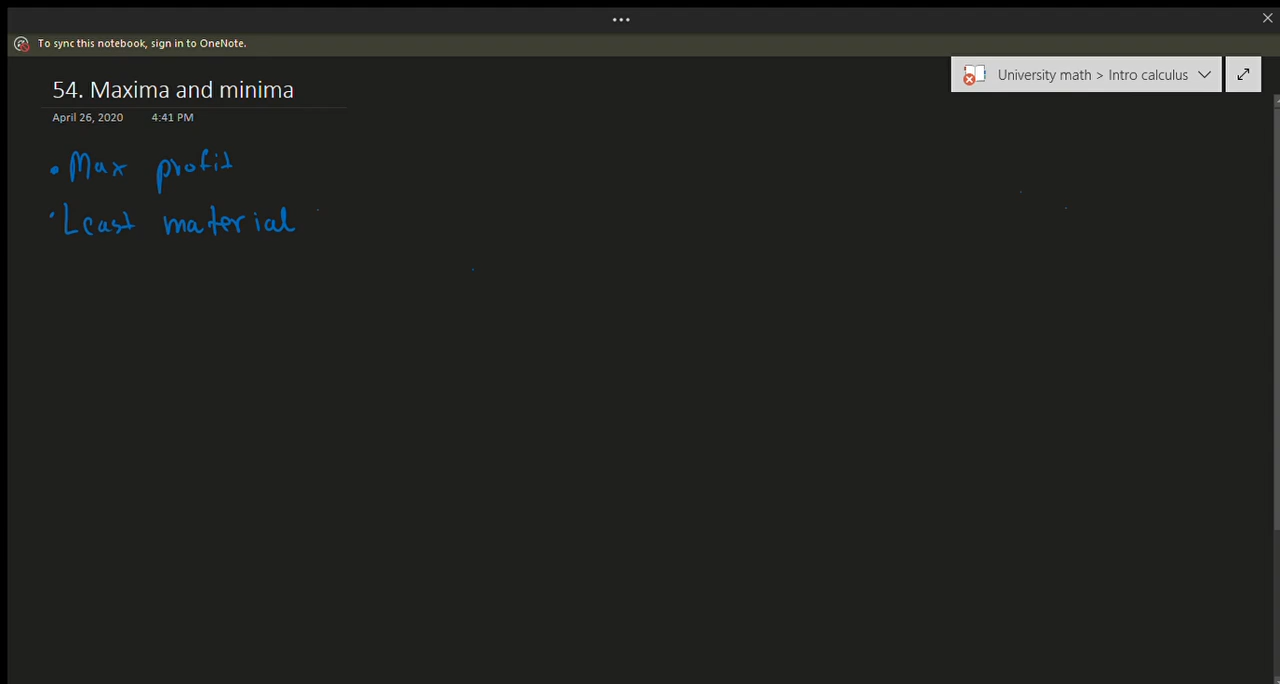 To sync this notebook, sign in to OneNote.
University math > Intro calculus
54. Maxima and minima
April 26, 2020 4:41 PM
• Max profit
• Least material